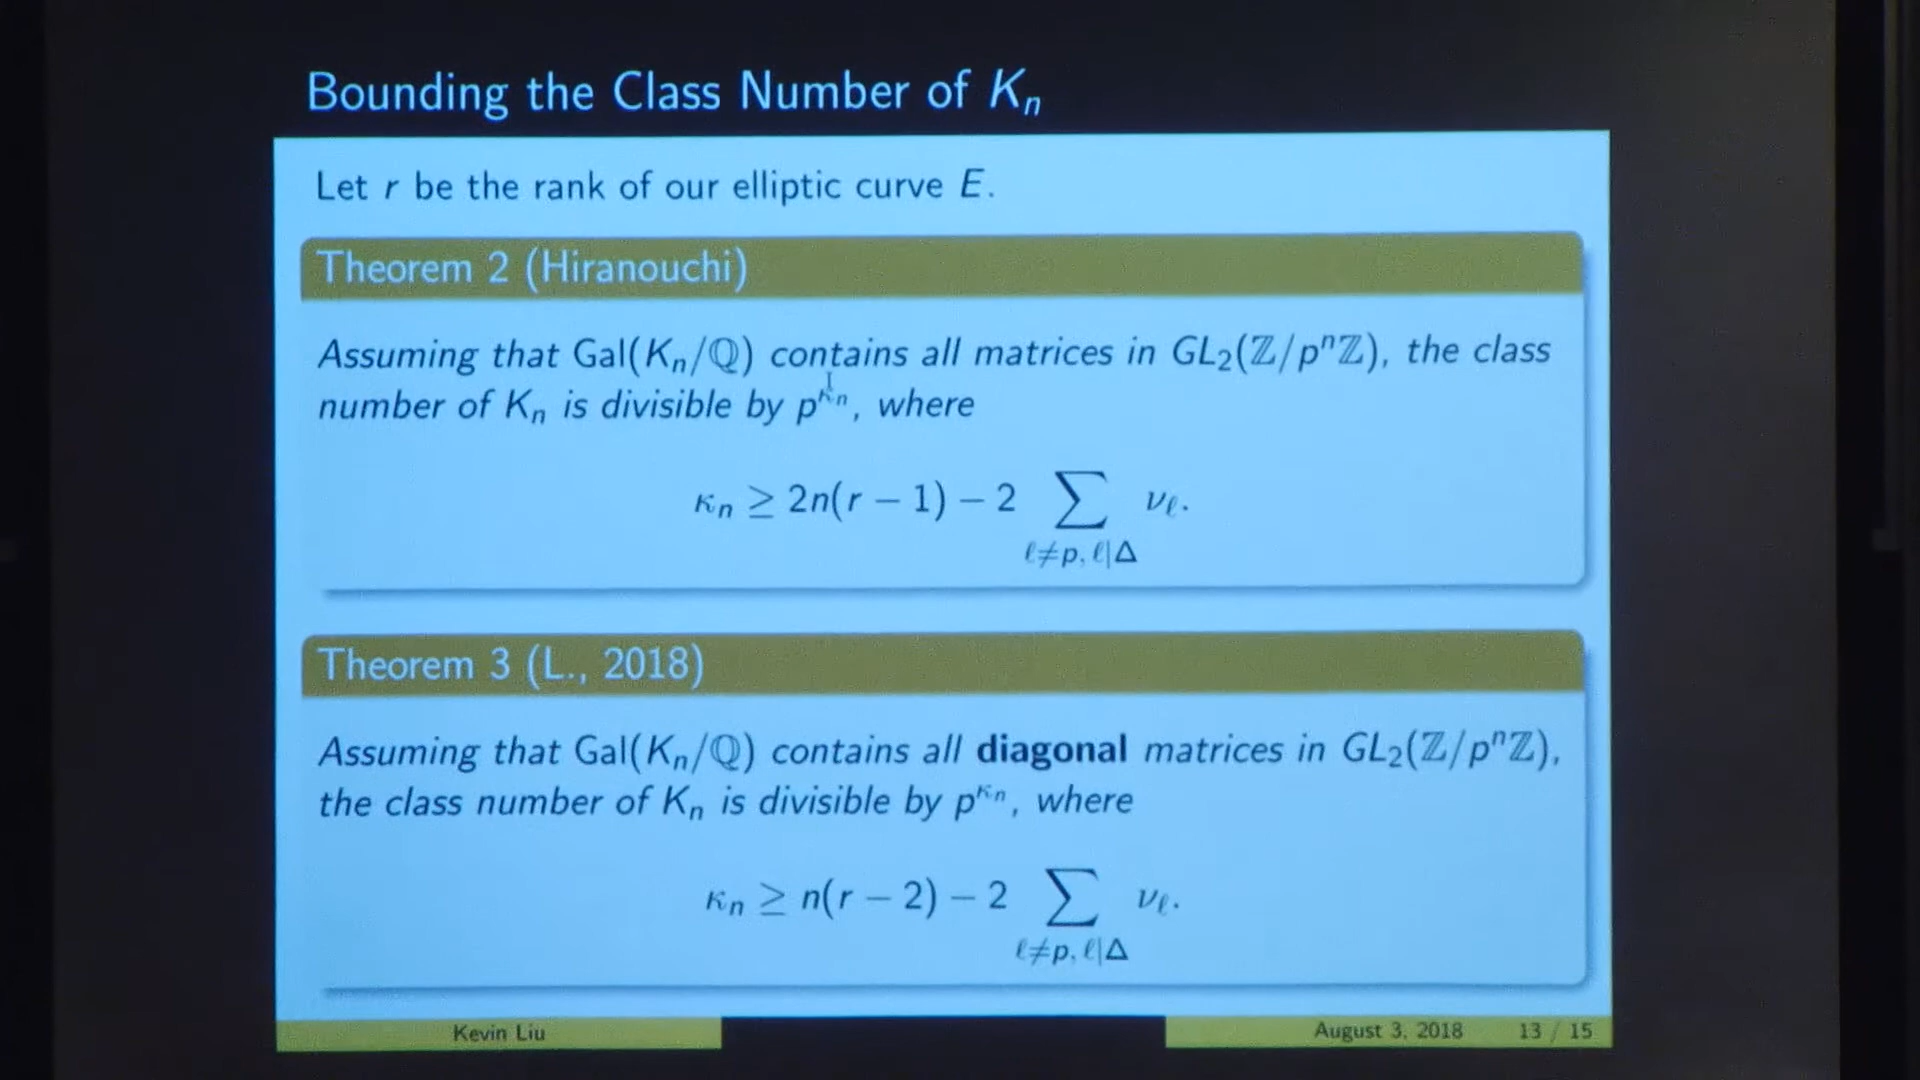 Bounding the Class Number of Kₙ
Let r be the rank of our elliptic curve E.
Theorem 2 (Hiranouchi)
Assuming that Gal(Kₙ/ℚ) contains all matrices in GL₂(ℤ/pⁿℤ), the class
number of Kₙ is divisible by p^κₙ, where
κₙ ≥ 2n(r − 1) − 2 ∑ νℓ.
ℓ≠p, ℓ|Δ
Theorem 3 (L., 2018)
Assuming that Gal(Kₙ/ℚ) contains all diagonal matrices in GL₂(ℤ/pⁿℤ),
the class number of Kₙ is divisible by p^κₙ, where
κₙ ≥ n(r − 2) − 2 ∑ νℓ.
ℓ≠p, ℓ|Δ
Kevin Liu August 3, 2018 13 / 15